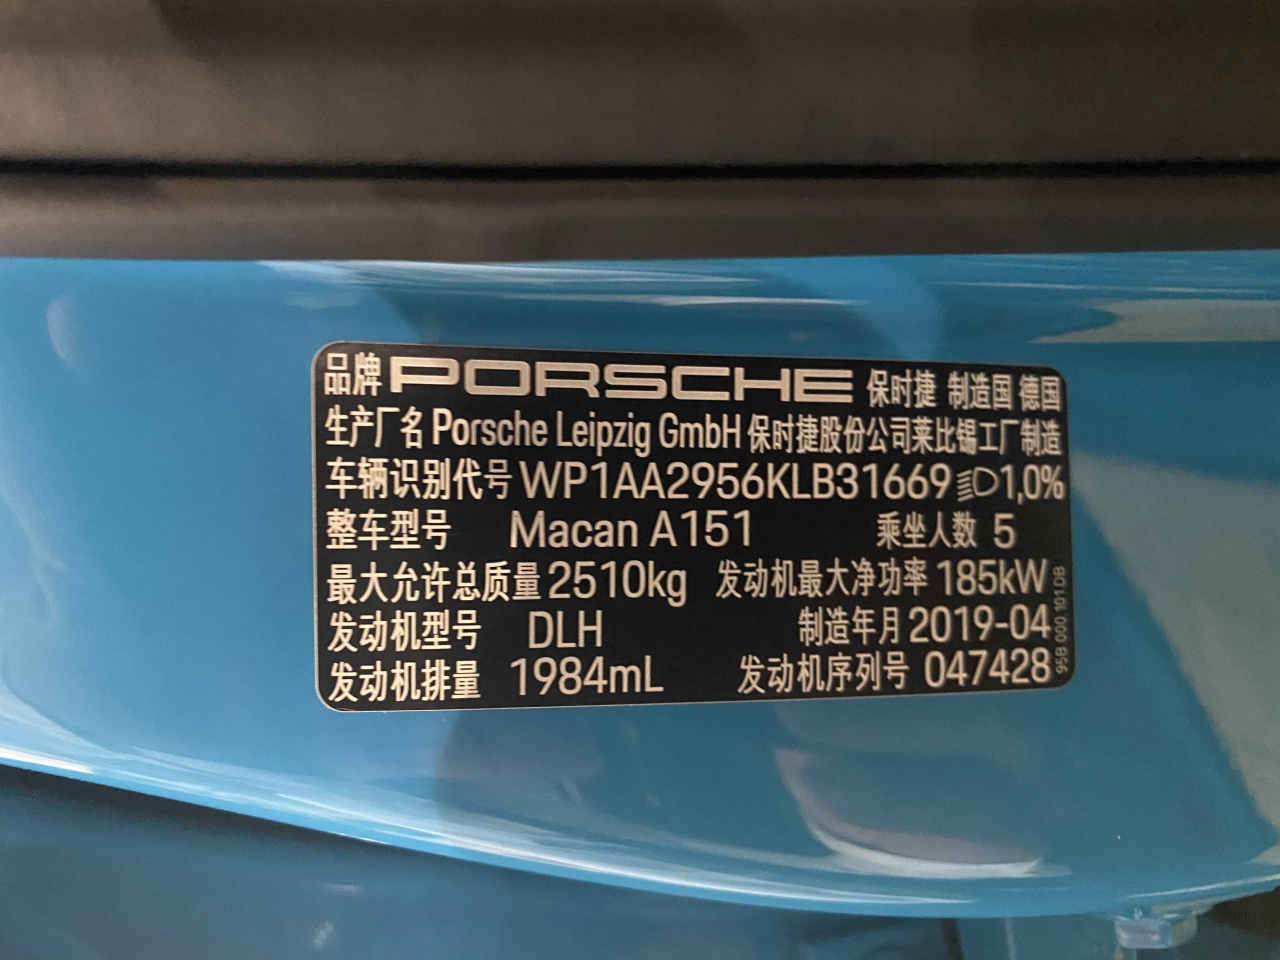 品牌 PORSCHE 保时捷 制造国 德国
生产厂名 Porsche Leipzig GmbH 保时捷股份公司莱比锡工厂制造
车辆识别代号 WP1AA2956KLB31669 1,0%
整车型号 Macan A151 乘坐人数 5
最大允许总质量 2510kg 发动机最大净功率 185kW
发动机型号 DLH 制造年月 2019-04
发动机排量 1984mL 发动机序列号 047428
95B 000 101 DB